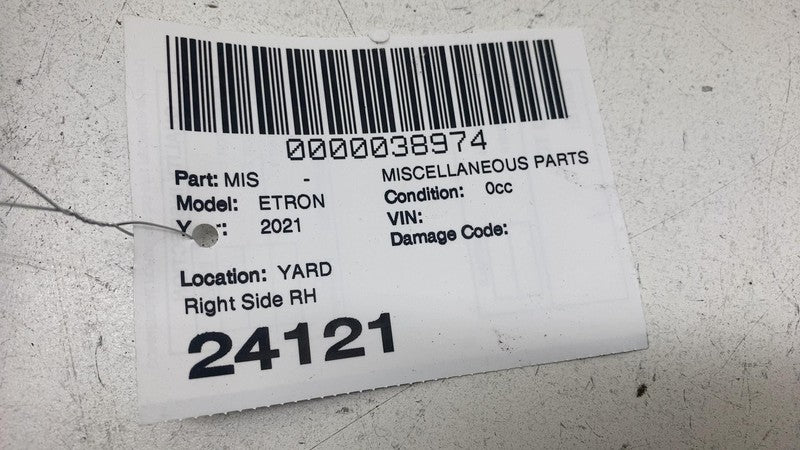 0000038974
Part: MIS - MISCELLANEOUS PARTS
Model: ETRON Condition: 0cc
2021 VIN:
Damage Code:
Location: YARD
Right Side RH
24121